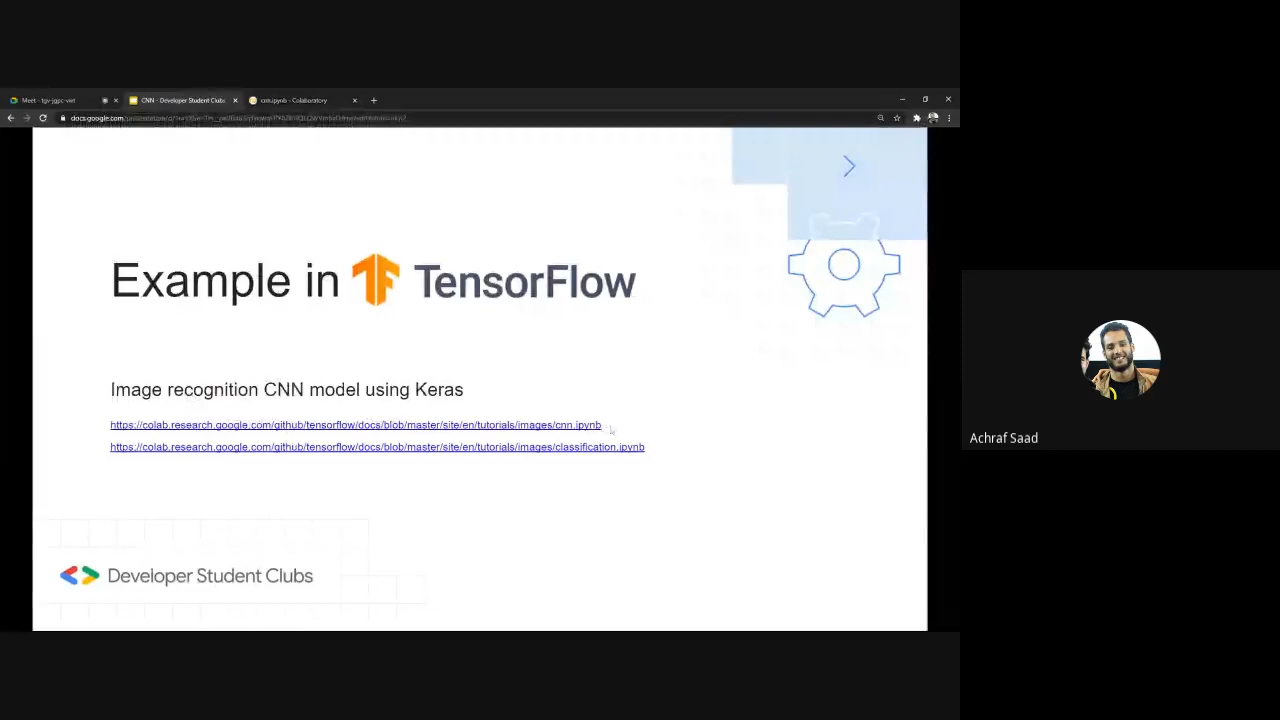 Meet - tgv-jgpc-vwt
CNN - Developer Student Clubs
cnn.ipynb - Colaboratory
docs.google.com
Example in TensorFlow
Image recognition CNN model using Keras
https://colab.research.google.com/github/tensorflow/docs/blob/master/site/en/tutorials/images/cnn.ipynb
https://colab.research.google.com/github/tensorflow/docs/blob/master/site/en/tutorials/images/classification.ipynb
Developer Student Clubs
Achraf Saad